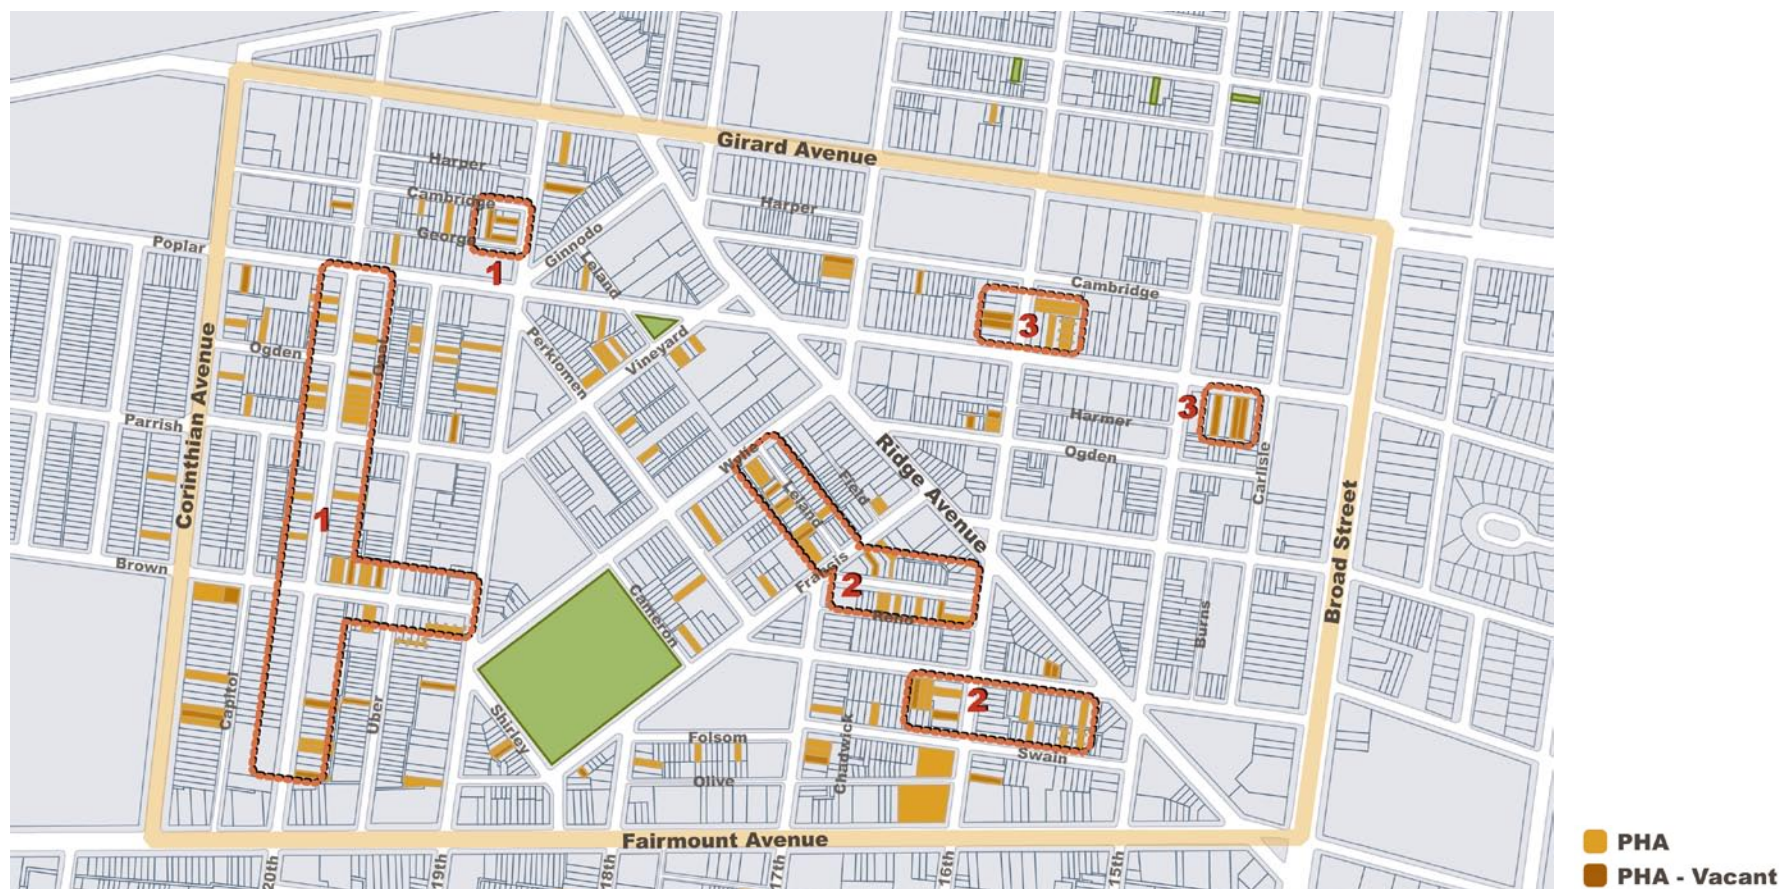 Girard Avenue
Harper
Cambridge
George
1
Harper
Poplar
Ginnodo
Leland
Cambridge
3
Vineyard
Perkiomen
Ogden
Corinthian Avenue
Parrish
3
Harmer
Ogden
Carlisle
Wylie
Leland
Field
Ridge Avenue
1
Francis
2
Reno
Brown
Cameron
Burns
Broad Street
Capitol
Uber
Shirley
2
Chadwick
Swain
Folsom
Olive
Fairmount Avenue
20th
19th
18th
17th
16th
15th
PHA
PHA - Vacant